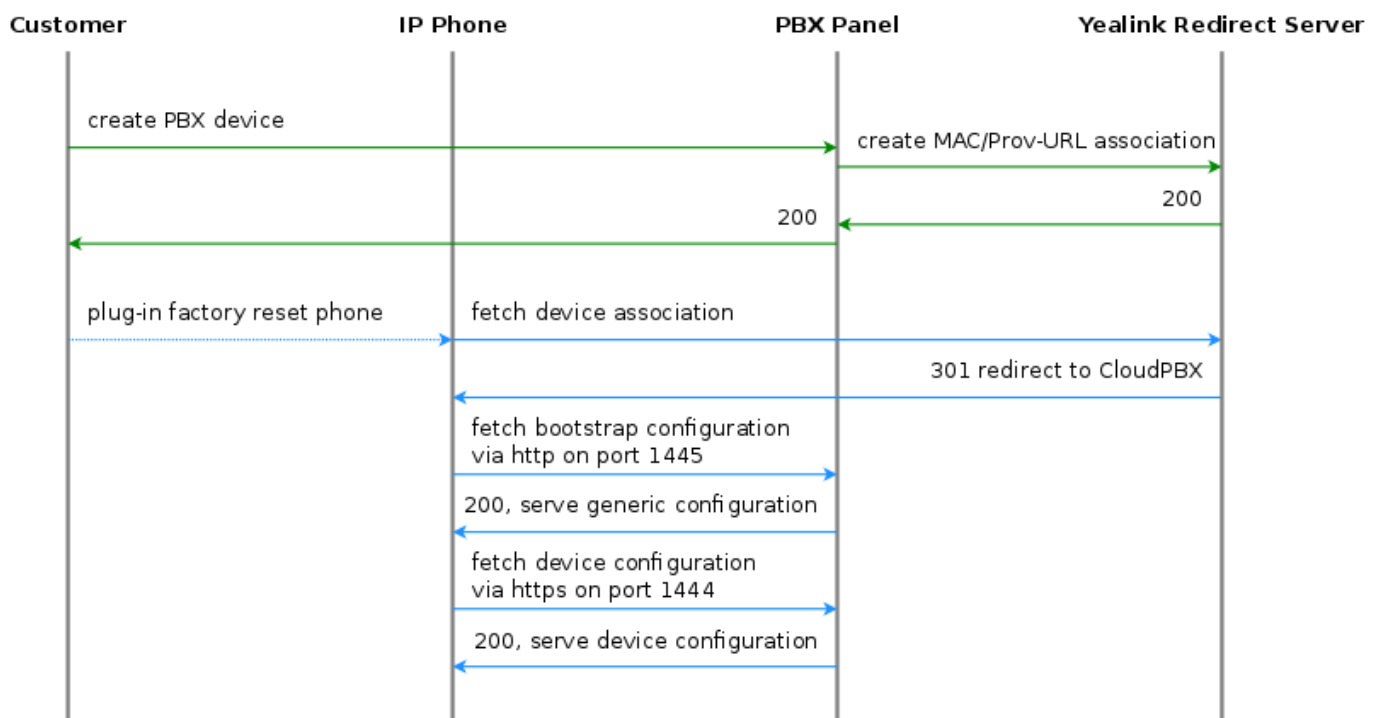 Customer
IP Phone
PBX Panel
Yealink Redirect Server
create PBX device
create MAC/Prov-URL association
200
200
plug-in factory reset phone
fetch device association
301 redirect to CloudPBX
fetch bootstrap configuration
via http on port 1445
200, serve generic configuration
fetch device configuration
via https on port 1444
200, serve device configuration